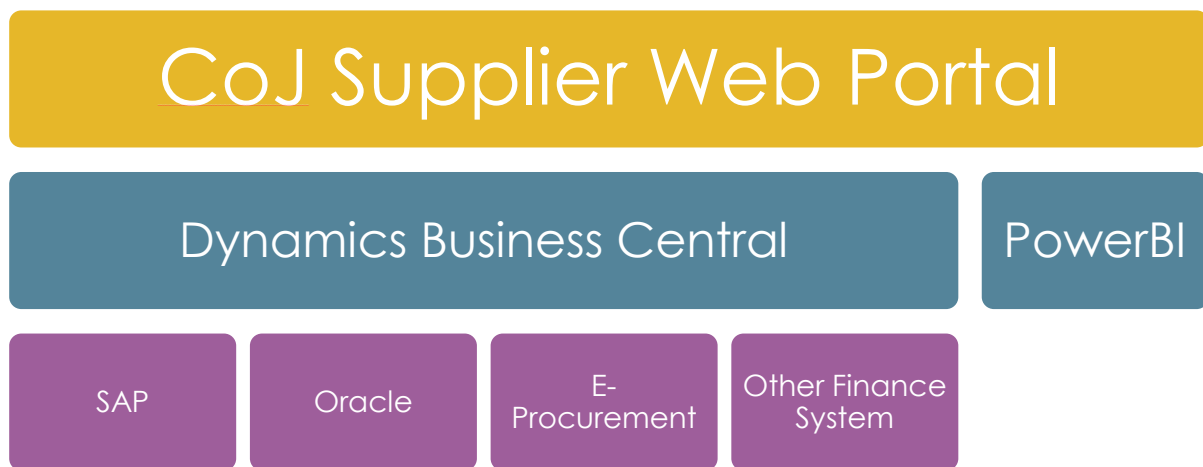 CoJ Supplier Web Portal
Dynamics Business Central
PowerBI
SAP
Oracle
E-
Procurement
Other Finance
System